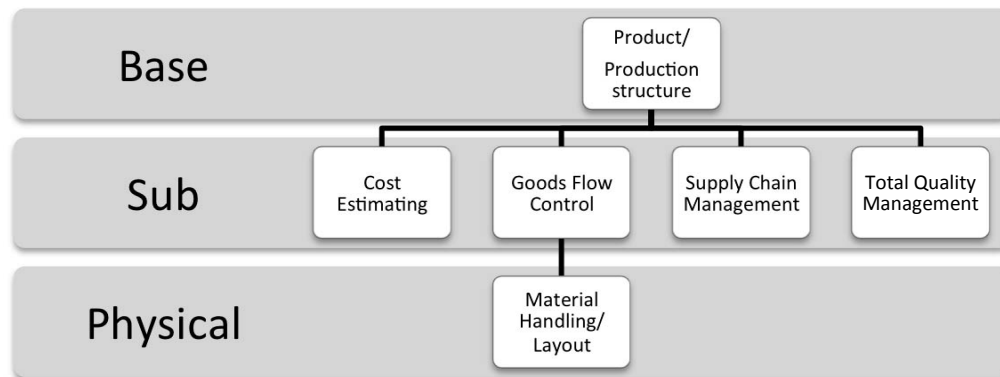 Base
Product/
Production
structure
Sub
Cost
Estimating
Goods Flow
Control
Supply Chain
Management
Total Quality
Management
Physical
Material
Handling/
Layout